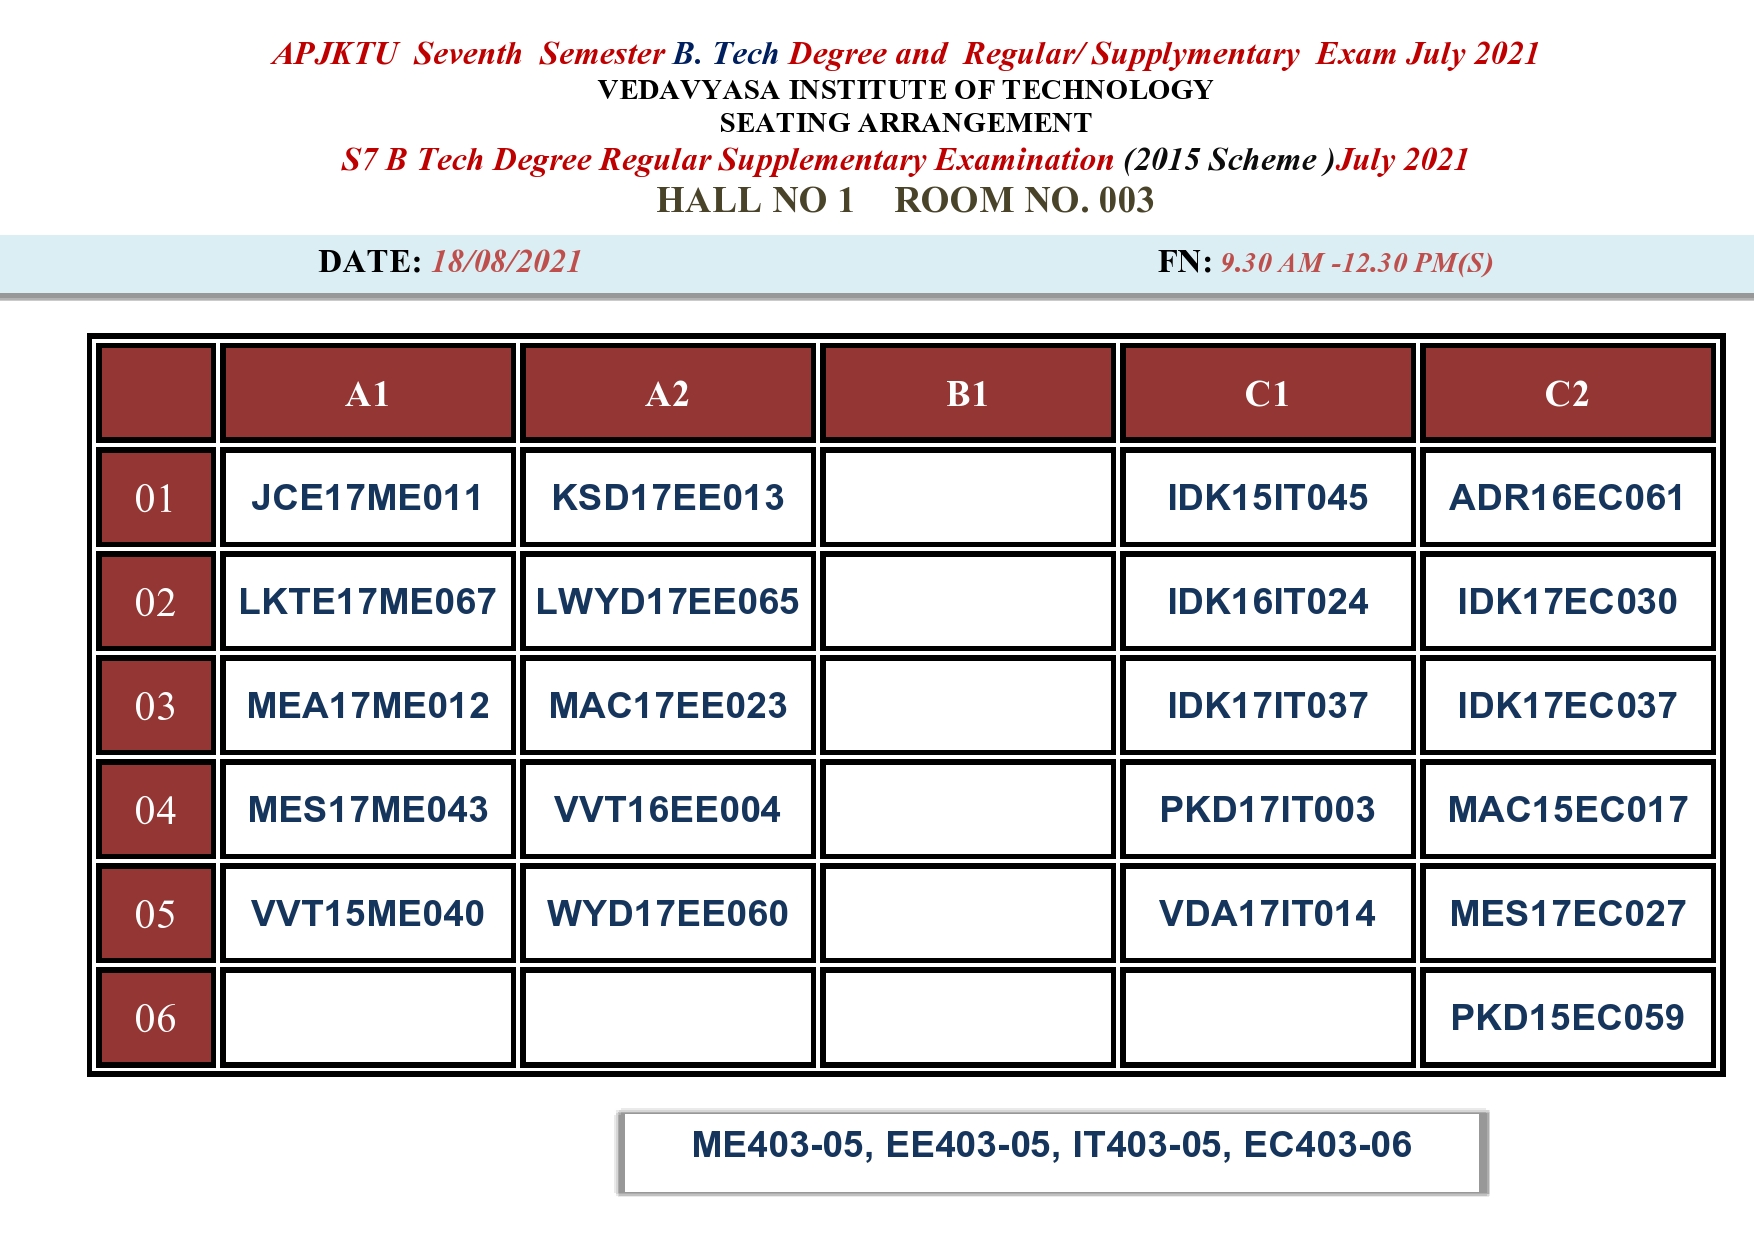 APJKTU Seventh Semester B. Tech Degree and Regular/ Supplymentary Exam July 2021
VEDAVYASA INSTITUTE OF TECHNOLOGY
SEATING ARRANGEMENT
S7 B Tech Degree Regular Supplementary Examination (2015 Scheme )July 2021
HALL NO 1 ROOM NO. 003
DATE: 18/08/2021 FN: 9.30 AM -12.30 PM(S)
A1 A2 B1 C1 C2
01 JCE17ME011 KSD17EE013 IDK15IT045 ADR16EC061
02 LKTE17ME067 LWYD17EE065 IDK16IT024 IDK17EC030
03 MEA17ME012 MAC17EE023 IDK17IT037 IDK17EC037
04 MES17ME043 VVT16EE004 PKD17IT003 MAC15EC017
05 VVT15ME040 WYD17EE060 VDA17IT014 MES17EC027
06 PKD15EC059
ME403-05, EE403-05, IT403-05, EC403-06